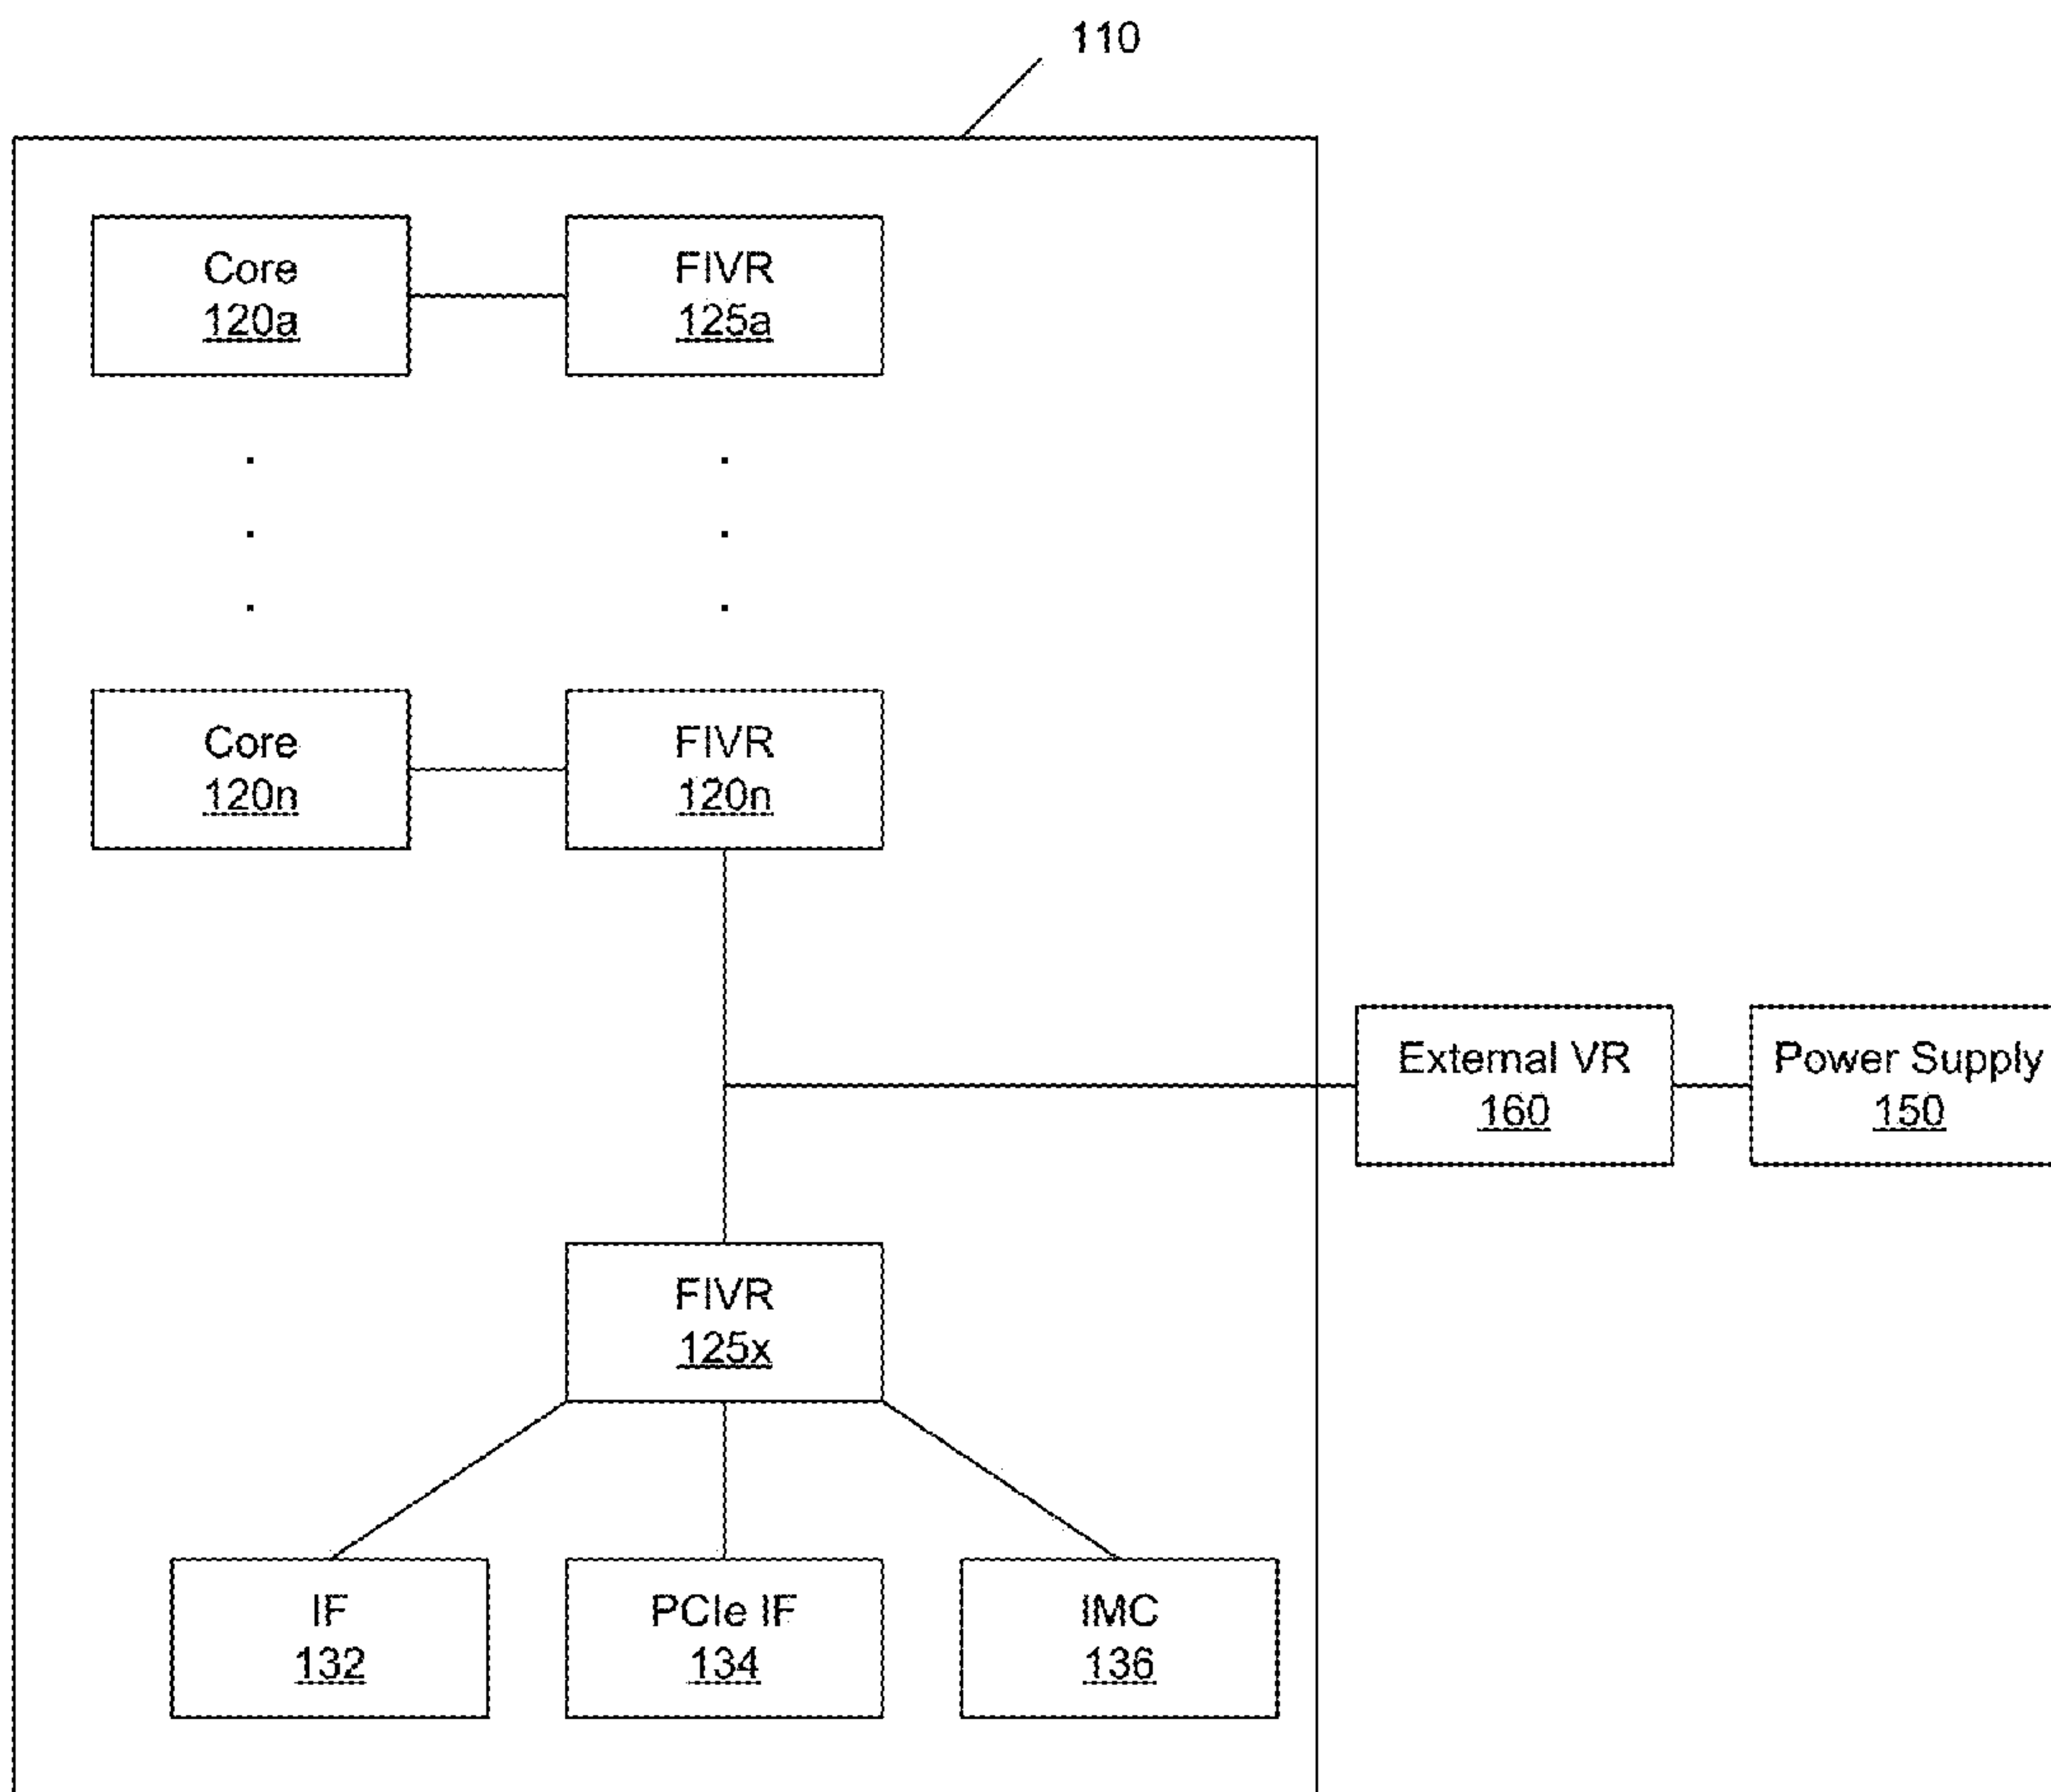 110
Core
120a
FIVR
125a
Core
120n
FIVR
120n
External VR
160
Power Supply
150
FIVR
125x
IF
132
PCIe IF
134
IMC
136